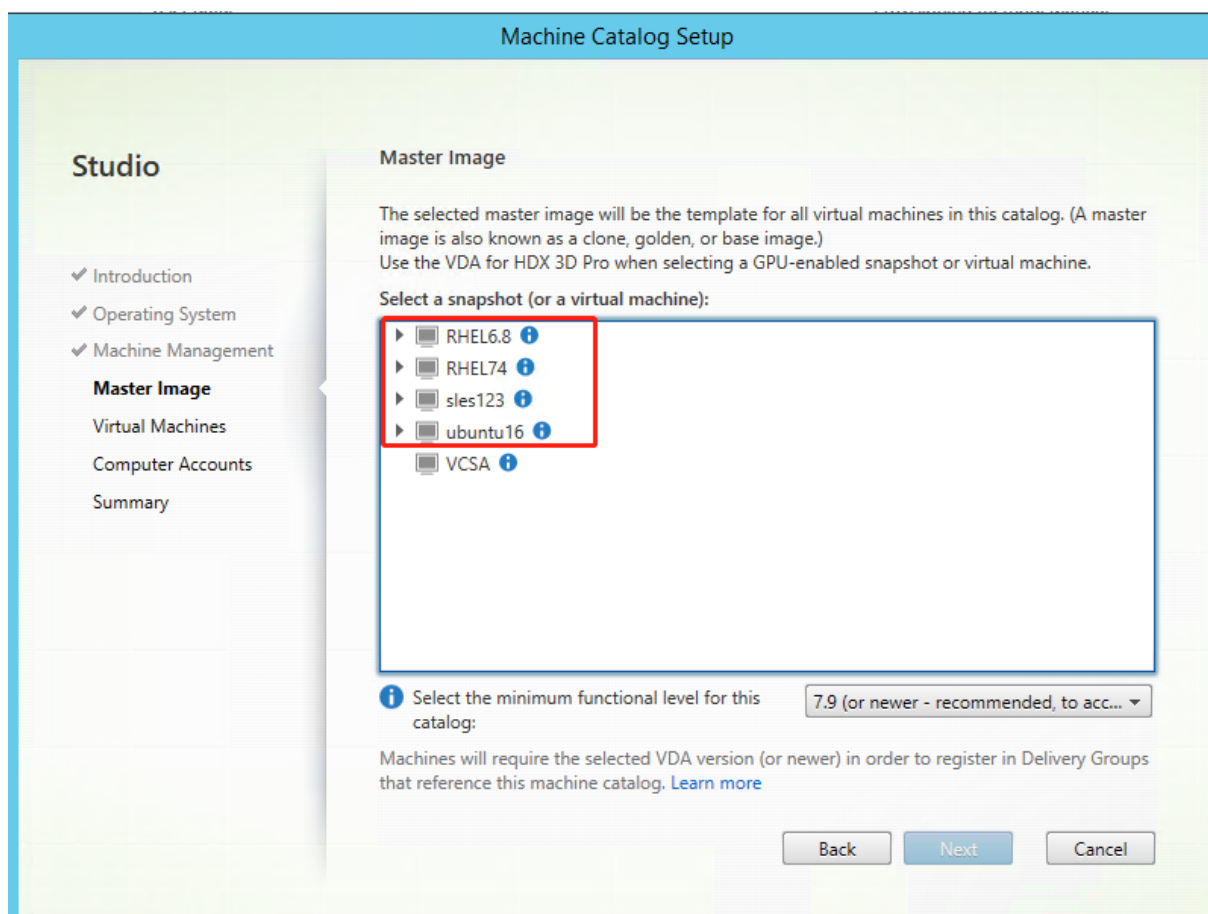 Machine Catalog Setup
Studio
Introduction
Operating System
Machine Management
Master Image
Virtual Machines
Computer Accounts
Summary
Master Image
The selected master image will be the template for all virtual machines in this catalog. (A master
image is also known as a clone, golden, or base image.)
Use the VDA for HDX 3D Pro when selecting a GPU-enabled snapshot or virtual machine.
Select a snapshot (or a virtual machine):
RHEL6.8
RHEL74
sles123
ubuntu16
VCSA
Select the minimum functional level for this
catalog:
7.9 (or newer - recommended, to acc...
Machines will require the selected VDA version (or newer) in order to register in Delivery Groups
that reference this machine catalog. Learn more
Back
Next
Cancel